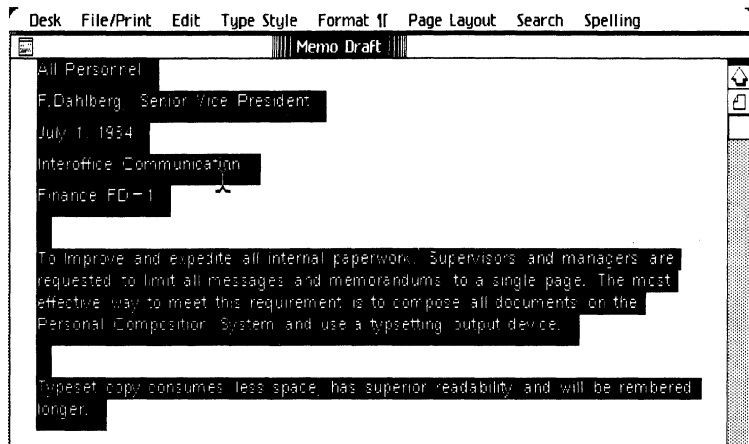 Desk File/Print Edit Type Style Format ¶ Page Layout Search Spelling
Memo Draft
All Personnel
F.Dahlberg Senior Vice President
July 1, 1984
Interoffice Communication
Finance FD-1
To Improve and expedite all internal paperwork. Supervisors and managers are
requested to limit all messages and memorandums to a single page. The most
effective way to meet this requirement is to compose all documents on the
Personal Composition System and use a typsetting output device.
Typeset copy consumes less space, has superior readability and will be rembered
longer.